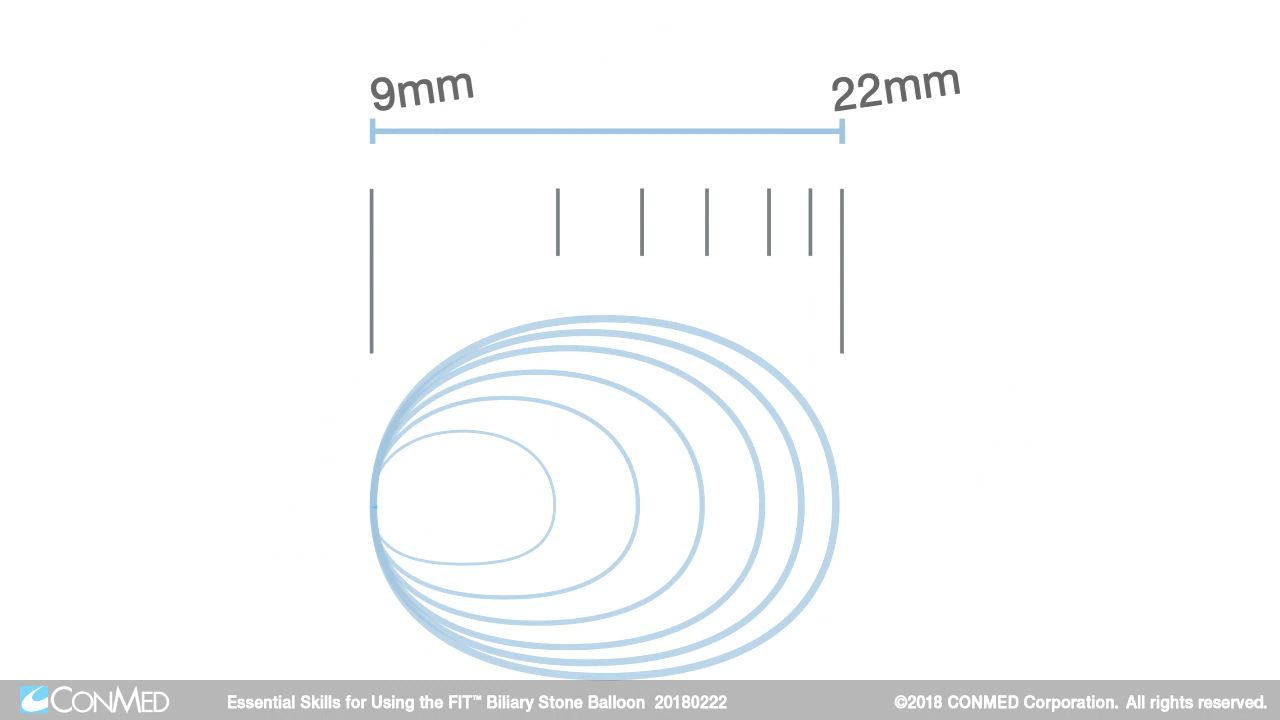 9mm 22mm
CONMED Essential Skills for Using the FIT™ Biliary Stone Balloon 20180222 ©2018 CONMED Corporation. All rights reserved.